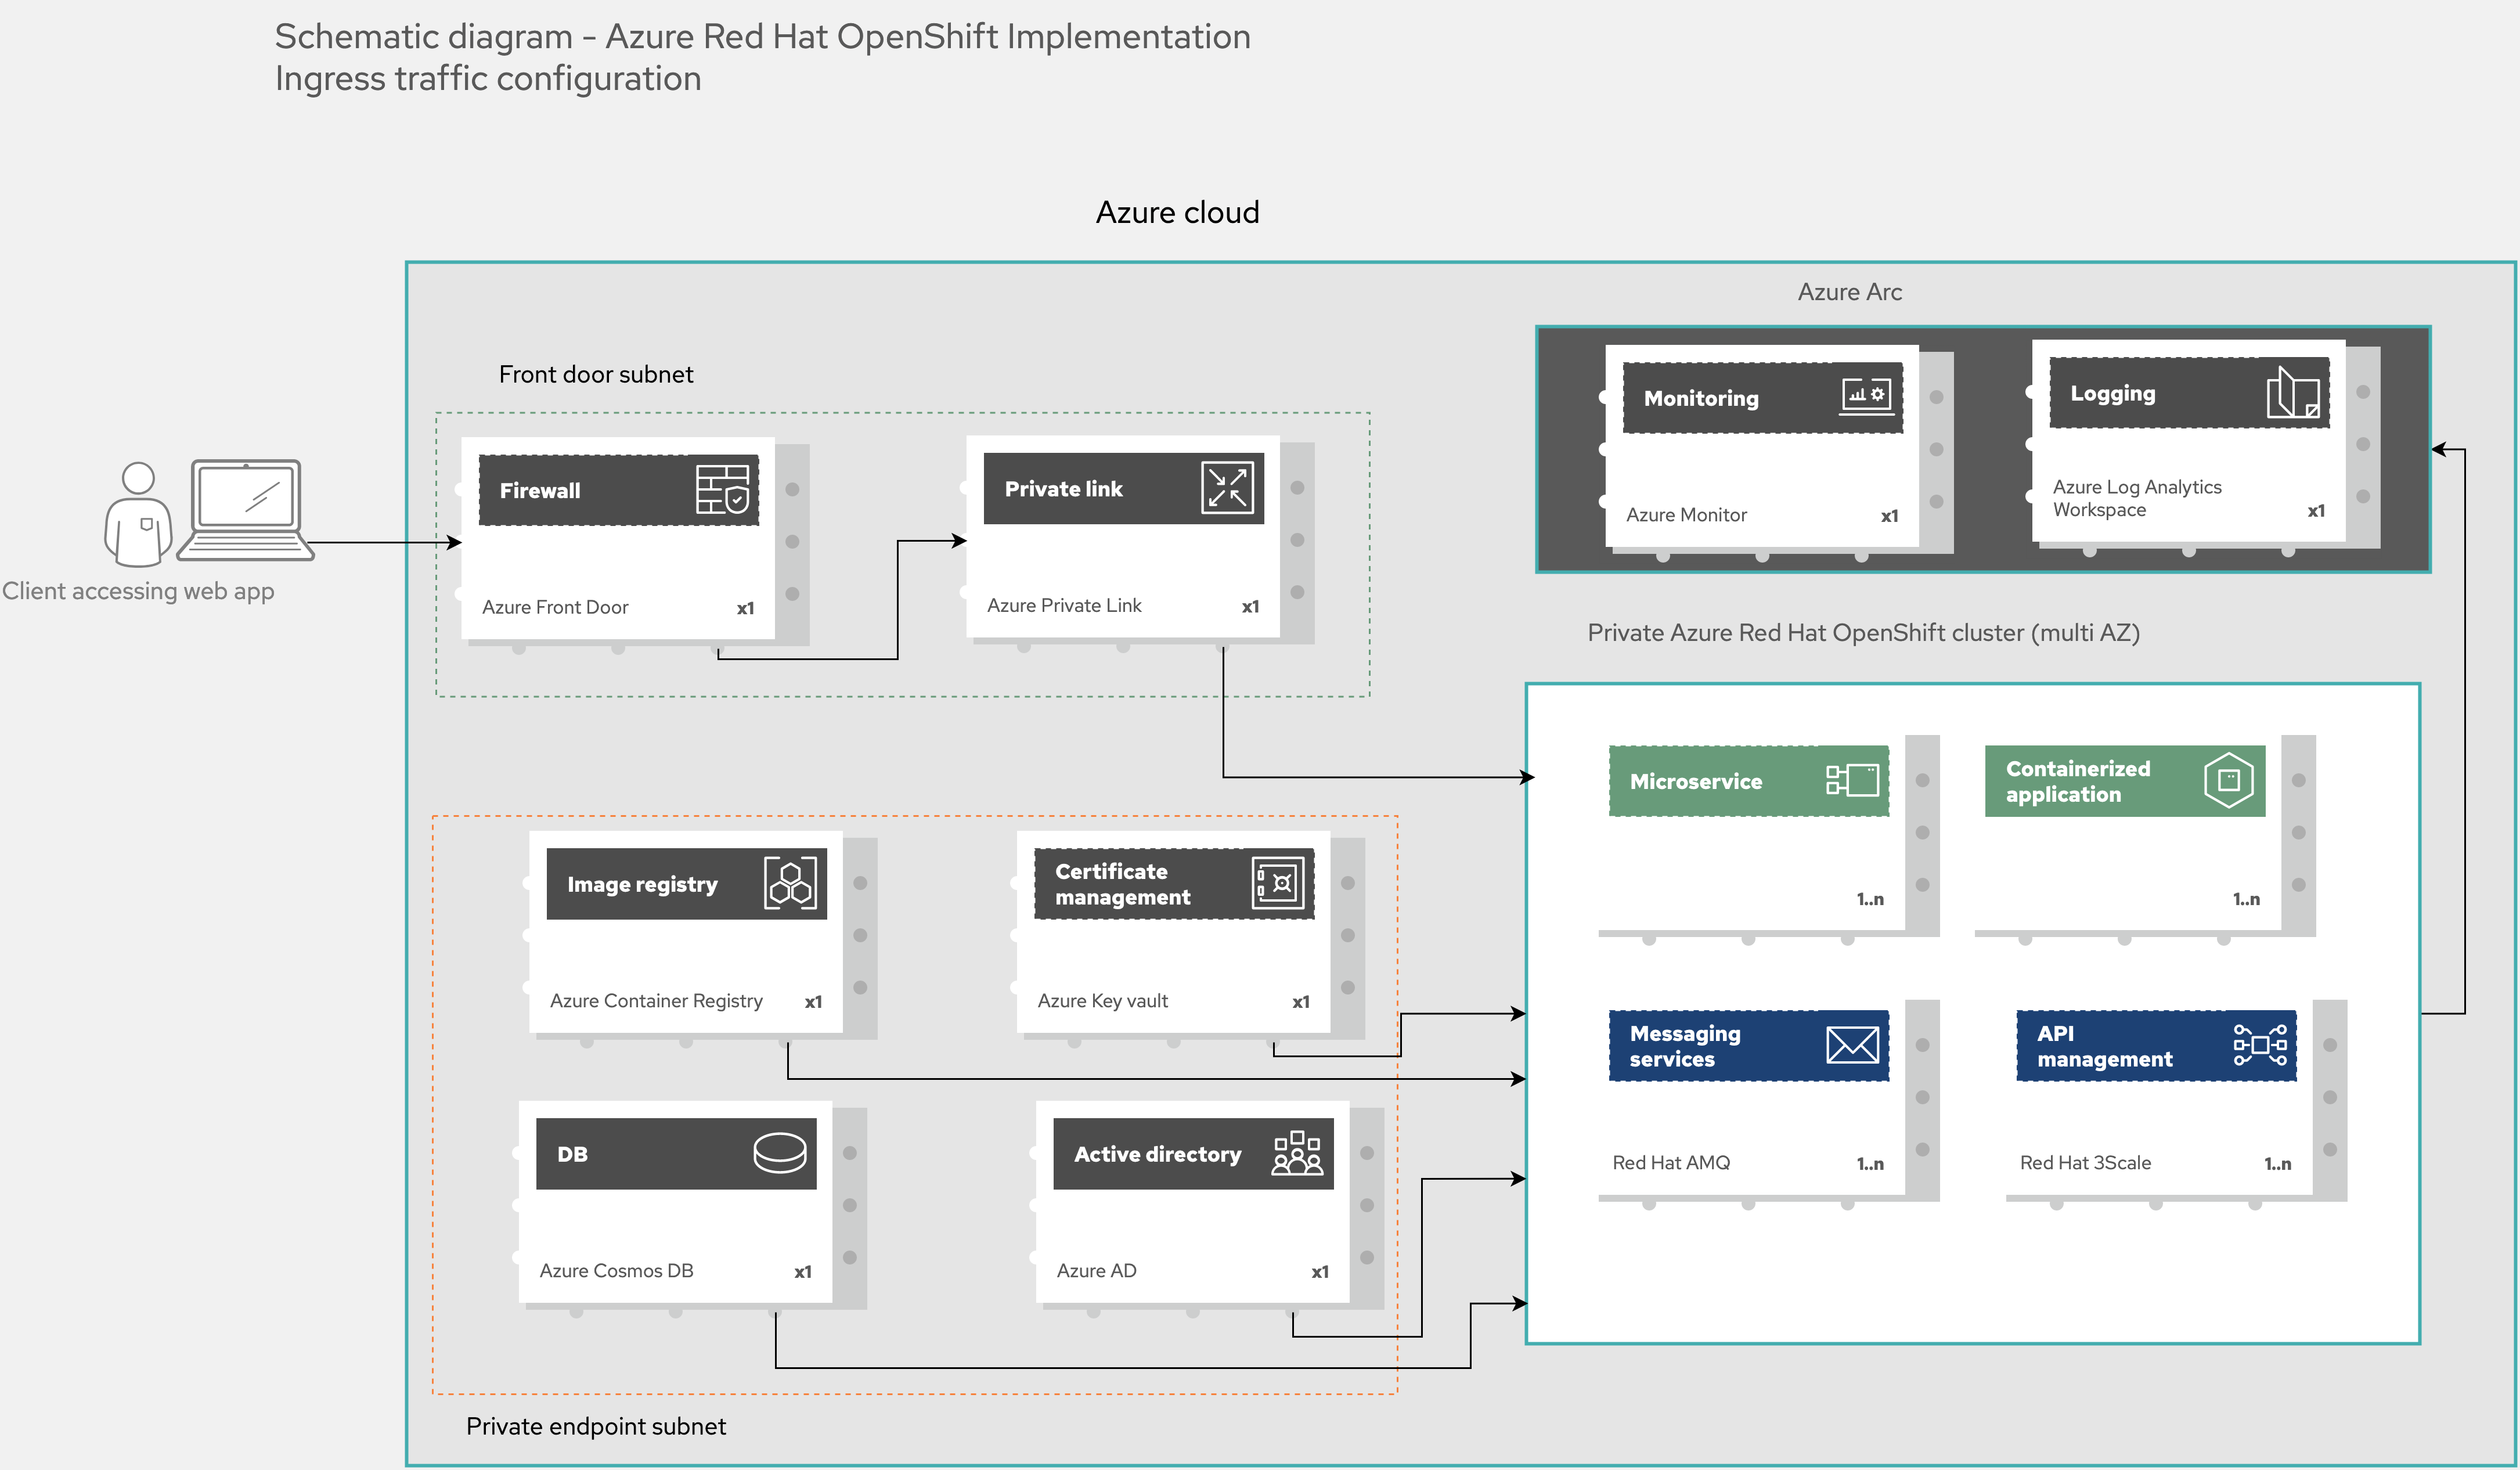 Schematic diagram - Azure Red Hat OpenShift Implementation
Ingress traffic configuration
Azure cloud
Azure Arc
Monitoring
Azure Monitor
x1
Logging
Azure Log Analytics
Workspace
x1
Front door subnet
Firewall
Azure Front Door
x1
Private link
Azure Private Link
x1
Client accessing web app
Private Azure Red Hat OpenShift cluster (multi AZ)
Microservice
1..n
Containerized
application
1..n
Messaging
services
Red Hat AMQ
1..n
API
management
Red Hat 3Scale
1..n
Image registry
Azure Container Registry
x1
Certificate
management
Azure Key vault
x1
DB
Azure Cosmos DB
x1
Active directory
Azure AD
x1
Private endpoint subnet